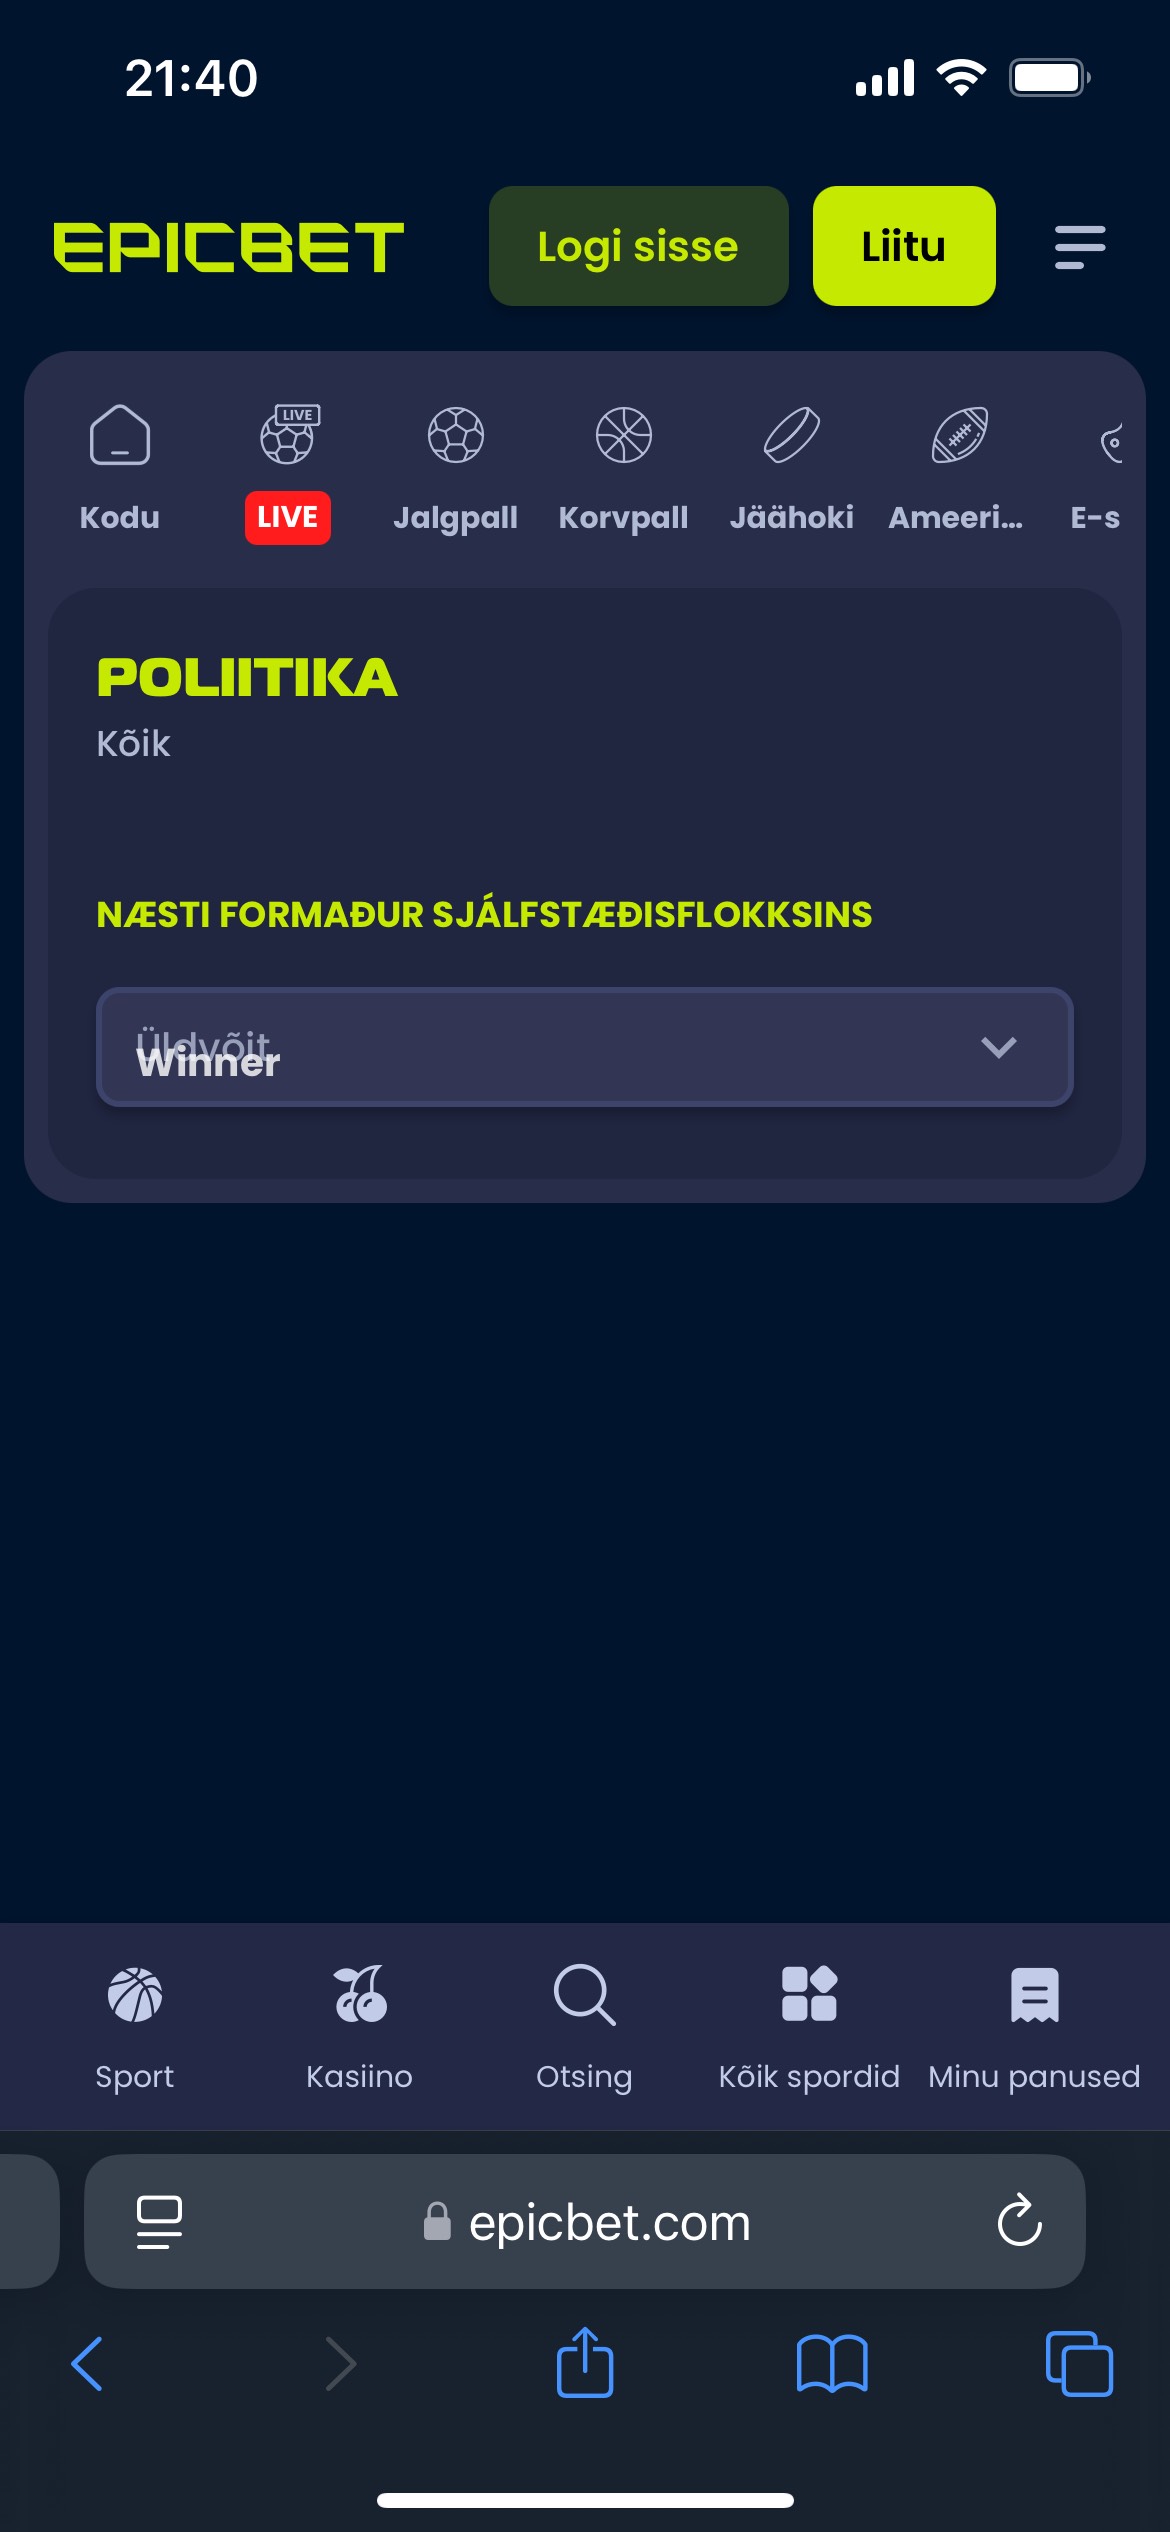 21:40
EPICBET
Logi sisse
Liitu
LIVE
Kodu
LIVE
Jalgpall
Korvpall
Jäähoki
Ameeri...
E-s
POLIITIKA
Kõik
NÆSTI FORMAÐUR SJÁLFSTÆÐISFLOKKSINS
Üldvõit
Winner
Sport
Kasiino
Otsing
Kõik spordid
Minu panused
epicbet.com